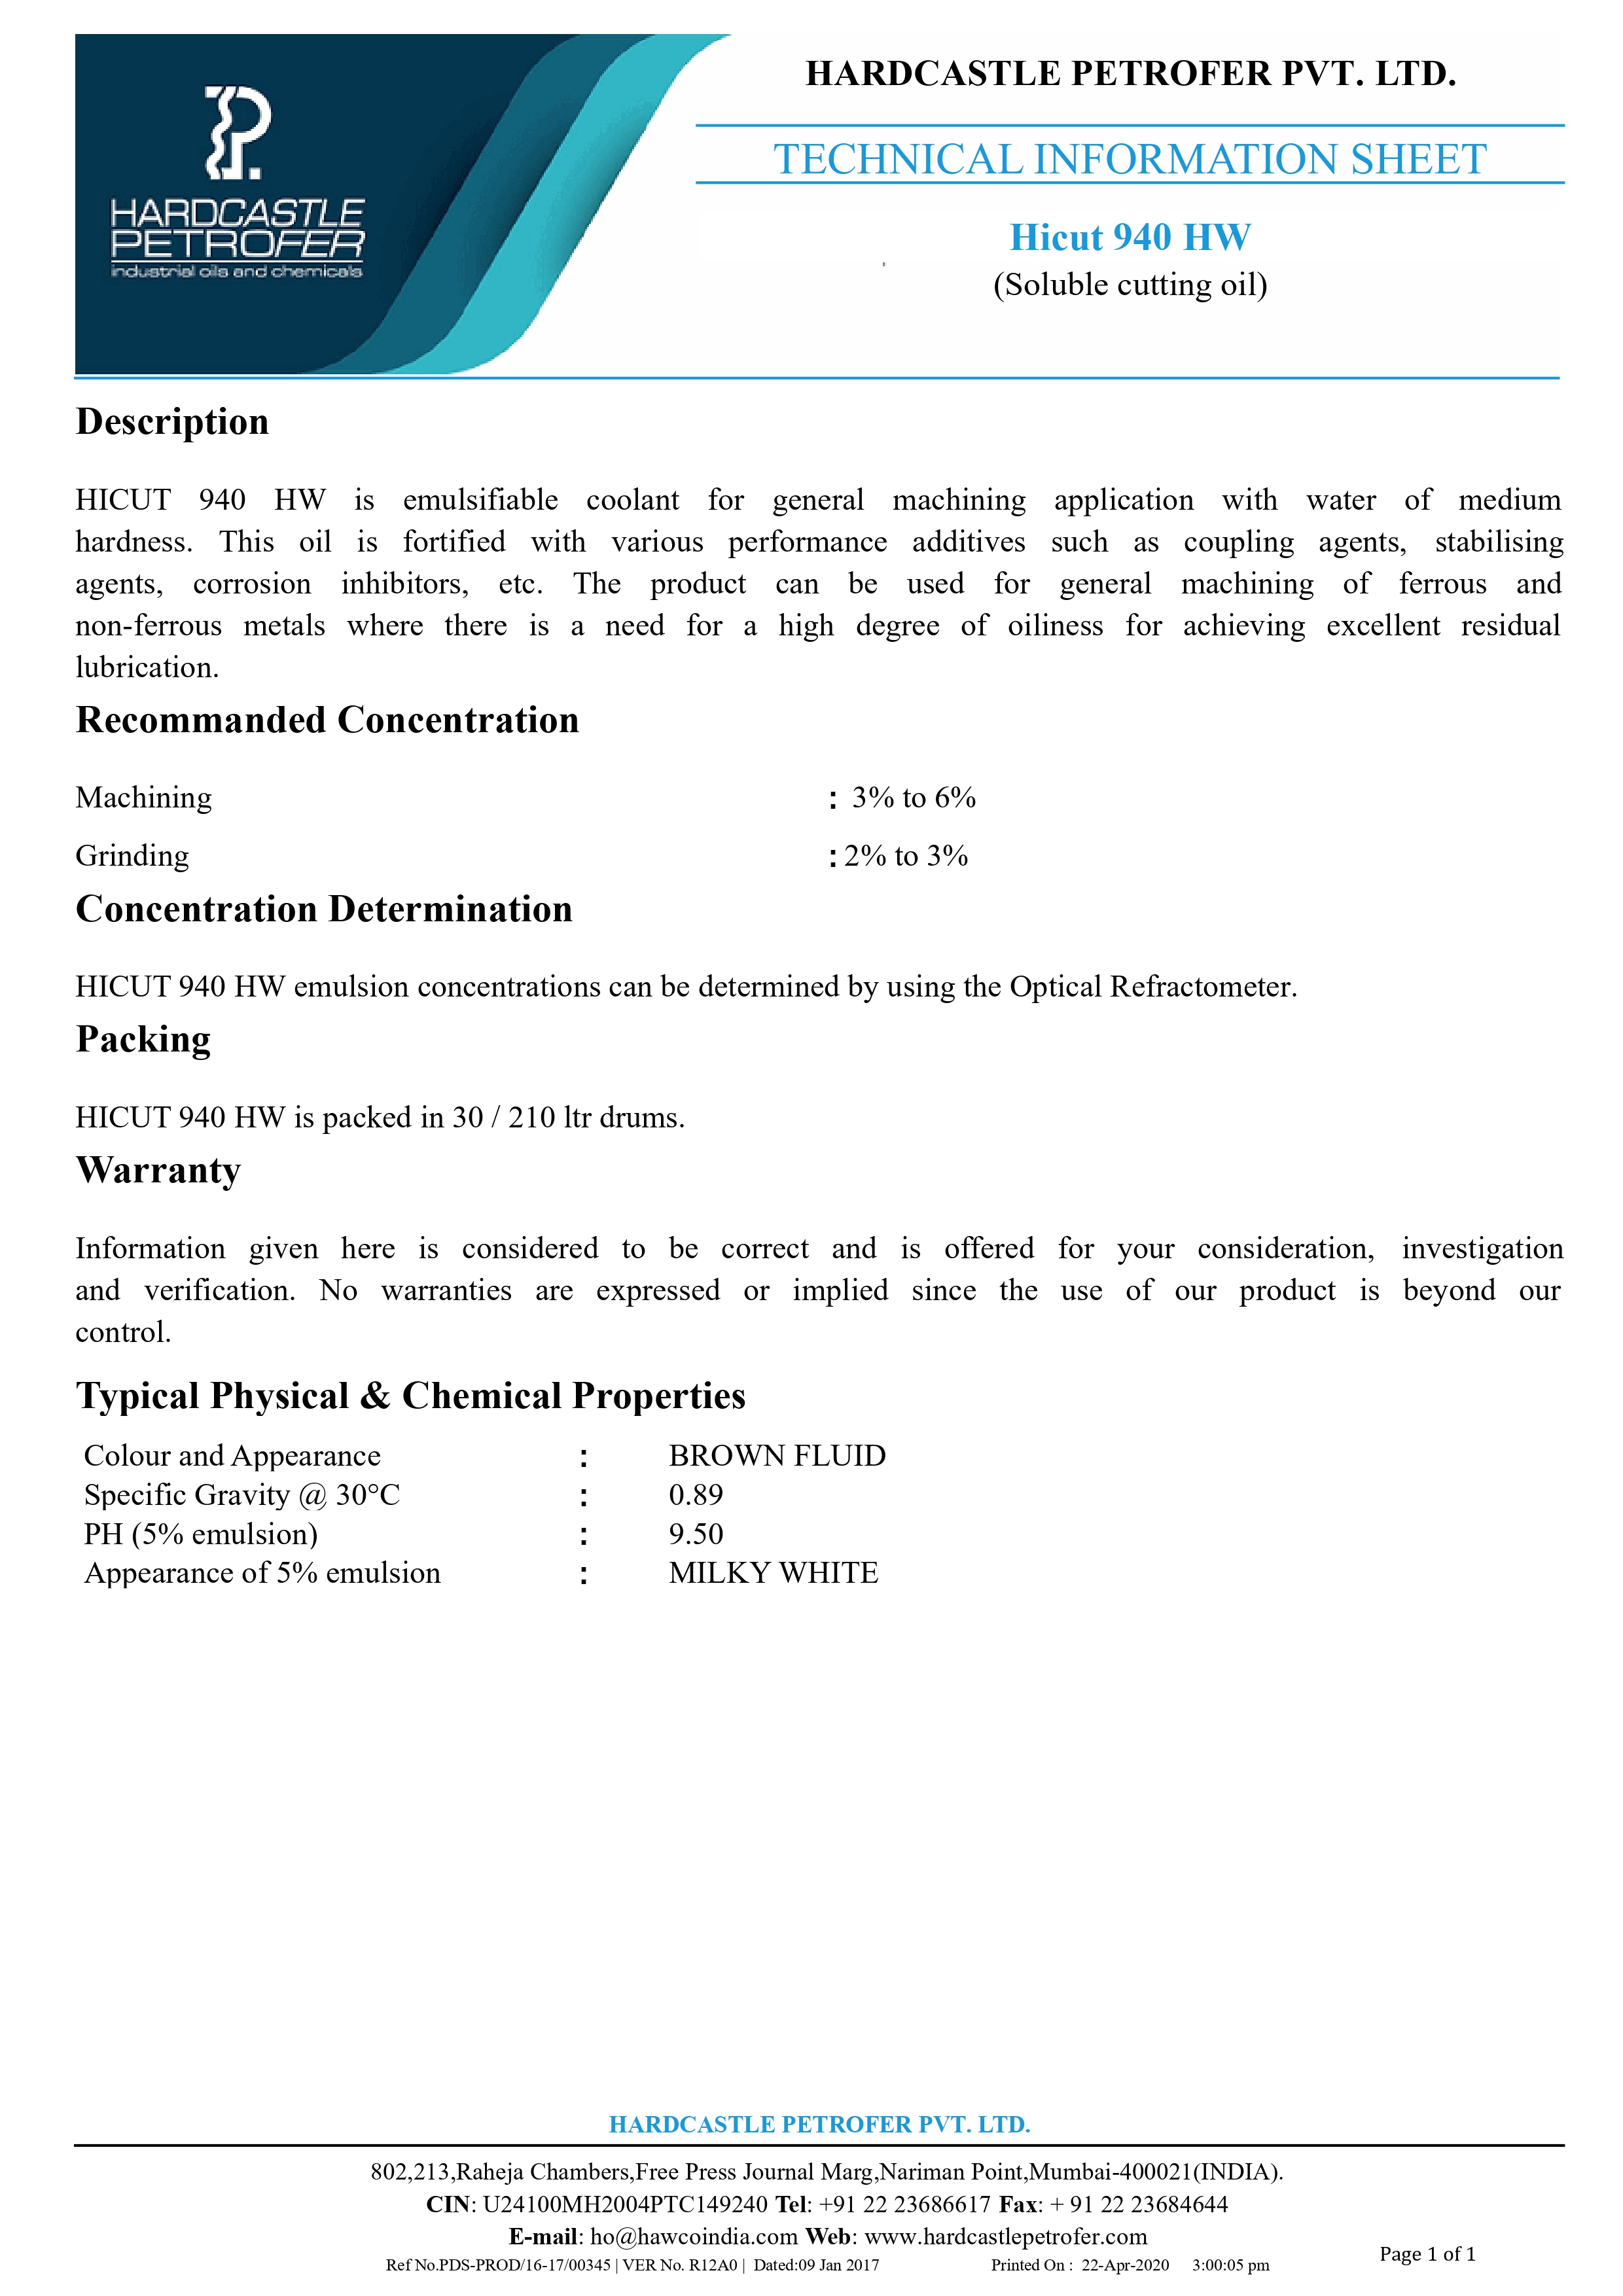 HARDCASTLE
PETROFER
industrial oils and chemicals
HARDCASTLE PETROFER PVT. LTD.
TECHNICAL INFORMATION SHEET
Hicut 940 HW
(Soluble cutting oil)
Description
HICUT 940 HW is emulsifiable coolant for general machining application with water of medium
hardness. This oil is fortified with various performance additives such as coupling agents, stabilising
agents, corrosion inhibitors, etc. The product can be used for general machining of ferrous and
non-ferrous metals where there is a need for a high degree of oiliness for achieving excellent residual
lubrication.
Recommanded Concentration
Machining : 3% to 6%
Grinding : 2% to 3%
Concentration Determination
HICUT 940 HW emulsion concentrations can be determined by using the Optical Refractometer.
Packing
HICUT 940 HW is packed in 30 / 210 ltr drums.
Warranty
Information given here is considered to be correct and is offered for your consideration, investigation
and verification. No warranties are expressed or implied since the use of our product is beyond our
control.
Typical Physical & Chemical Properties
Colour and Appearance : BROWN FLUID
Specific Gravity @ 30°C : 0.89
PH (5% emulsion) : 9.50
Appearance of 5% emulsion : MILKY WHITE
HARDCASTLE PETROFER PVT. LTD.
802,213,Raheja Chambers,Free Press Journal Marg,Nariman Point,Mumbai-400021(INDIA).
CIN: U24100MH2004PTC149240 Tel: +91 22 23686617 Fax: + 91 22 23684644
E-mail: ho@hawcoindia.com Web: www.hardcastlepetrofer.com
Ref No.PDS-PROD/16-17/00345 | VER No. R12A0 | Dated:09 Jan 2017 Printed On : 22-Apr-2020 3:00:05 pm
Page 1 of 1